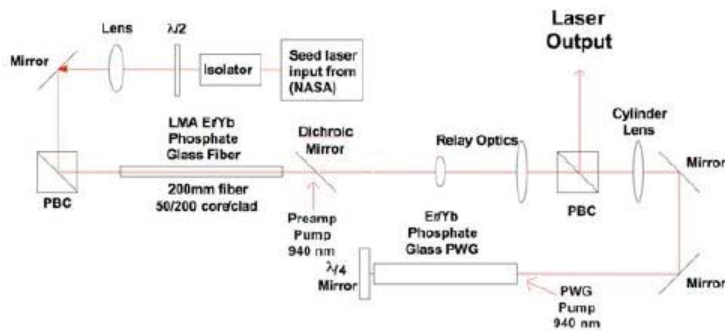 Laser
Output
Lens
λ/2
Mirror
Isolator
Seed laser
input from
(NASA)
Cylinder
Lens
LMA Er/Yb
Phosphate
Glass Fiber
Dichroic
Mirror
Relay Optics
Mirror
PBC
200mm fiber
50/200 core/clad
PBC
Preamp
Pump
940 nm
Er/Yb
Phosphate
Glass PWG
λ/4
Mirror
Mirror
PWG
Pump
940 nm